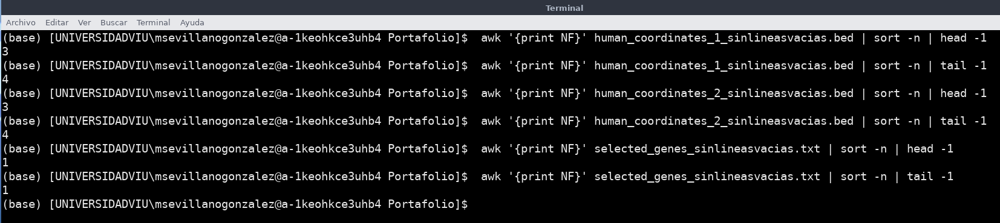 Terminal
Archivo Editar Ver Buscar Terminal Ayuda
(base) [UNIVERSIDADVIU\msevillanogonzalez@a-1keohkce3uhb4 Portafolio]$  awk '{print NF}' human_coordinates_1_sinlineasvacias.bed | sort -n | head -1
3
(base) [UNIVERSIDADVIU\msevillanogonzalez@a-1keohkce3uhb4 Portafolio]$  awk '{print NF}' human_coordinates_1_sinlineasvacias.bed | sort -n | tail -1
4
(base) [UNIVERSIDADVIU\msevillanogonzalez@a-1keohkce3uhb4 Portafolio]$  awk '{print NF}' human_coordinates_2_sinlineasvacias.bed | sort -n | head -1
3
(base) [UNIVERSIDADVIU\msevillanogonzalez@a-1keohkce3uhb4 Portafolio]$  awk '{print NF}' human_coordinates_2_sinlineasvacias.bed | sort -n | tail -1
4
(base) [UNIVERSIDADVIU\msevillanogonzalez@a-1keohkce3uhb4 Portafolio]$  awk '{print NF}' selected_genes_sinlineasvacias.txt | sort -n | head -1
1
(base) [UNIVERSIDADVIU\msevillanogonzalez@a-1keohkce3uhb4 Portafolio]$  awk '{print NF}' selected_genes_sinlineasvacias.txt | sort -n | tail -1
1
(base) [UNIVERSIDADVIU\msevillanogonzalez@a-1keohkce3uhb4 Portafolio]$